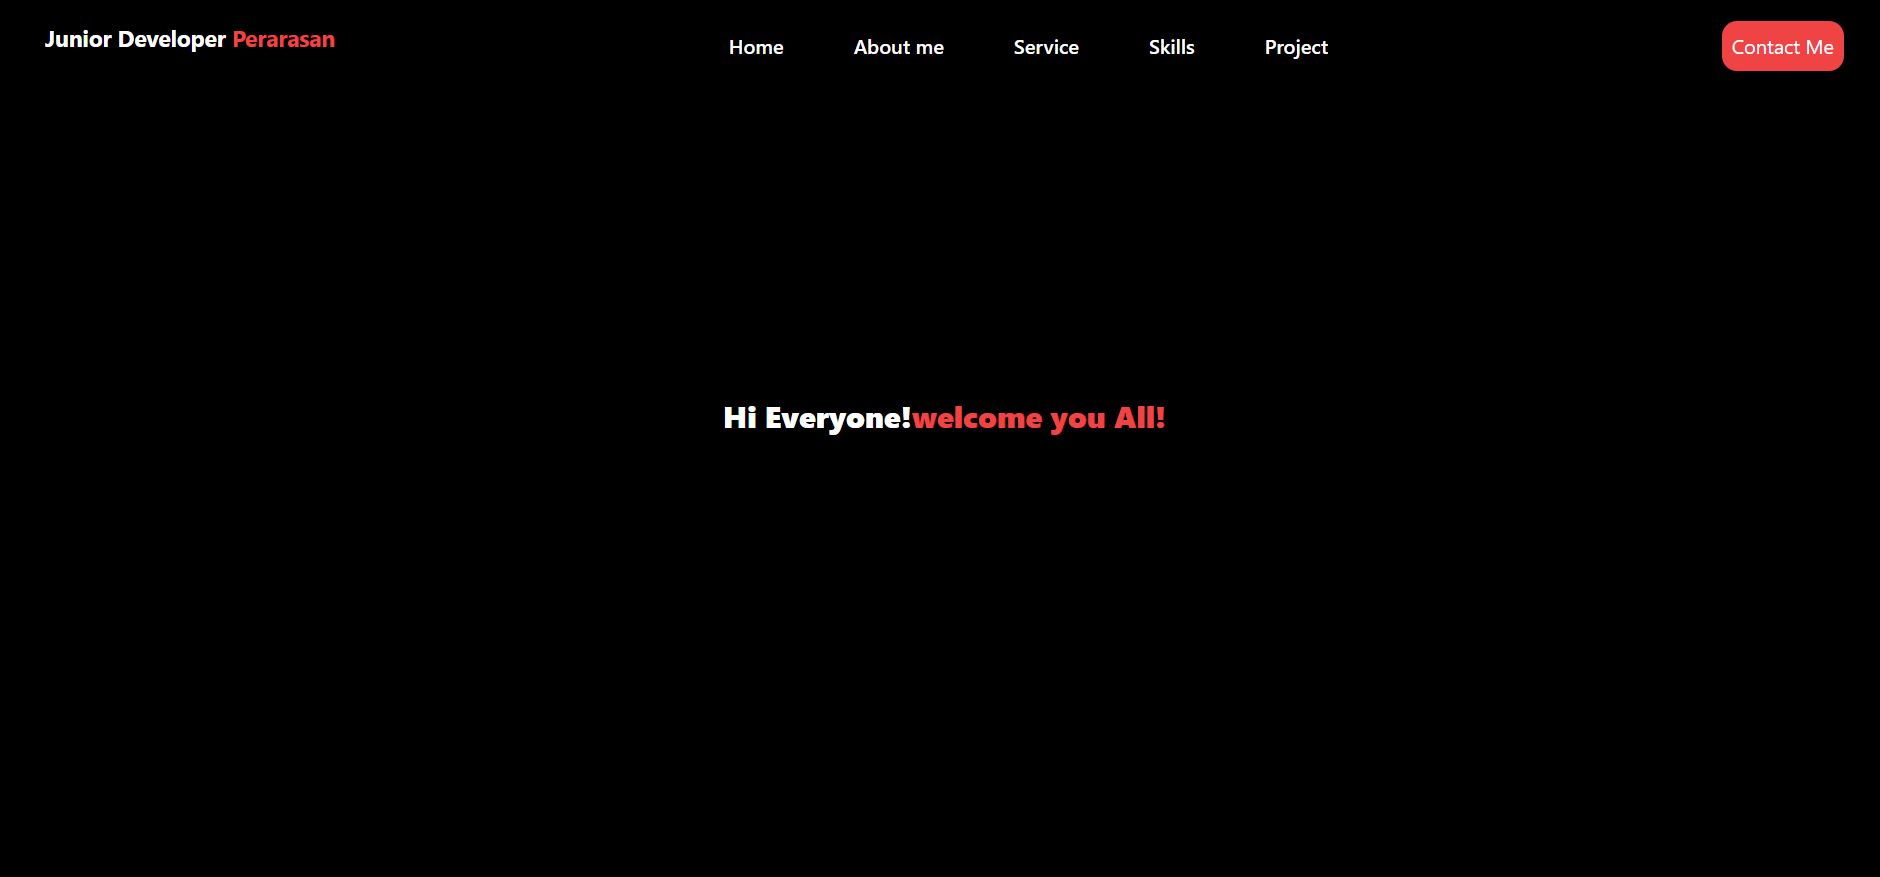 Junior Developer Perarasan
Home About me Service Skills Project
Contact Me
Hi Everyone!welcome you All!